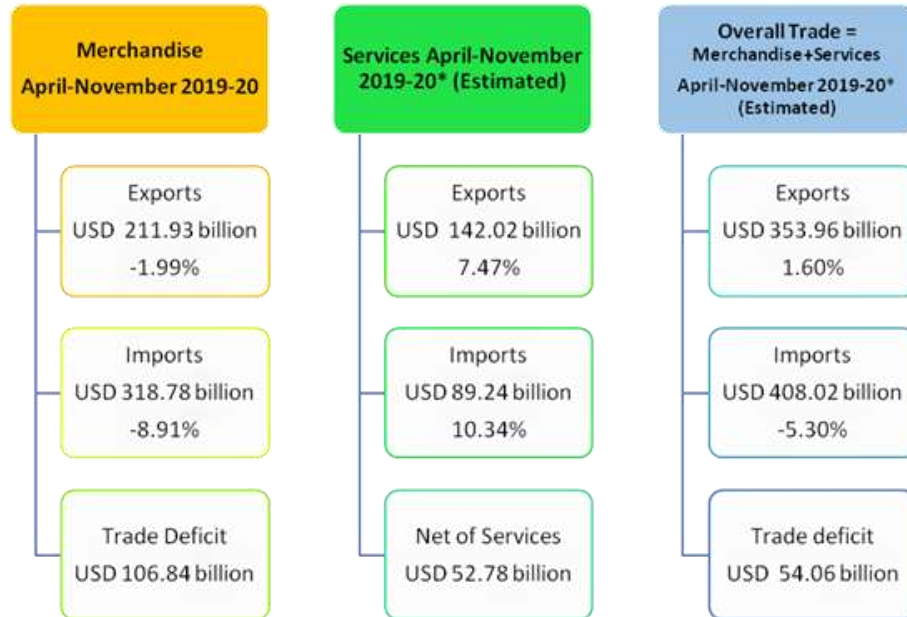 Merchandise
April-November 2019-20
Exports
USD 211.93 billion
-1.99%
Imports
USD 318.78 billion
-8.91%
Trade Deficit
USD 106.84 billion
Services April-November
2019-20* (Estimated)
Exports
USD 142.02 billion
7.47%
Imports
USD 89.24 billion
10.34%
Net of Services
USD 52.78 billion
Overall Trade =
Merchandise+Services
April-November 2019-20*
(Estimated)
Exports
USD 353.96 billion
1.60%
Imports
USD 408.02 billion
-5.30%
Trade deficit
USD 54.06 billion